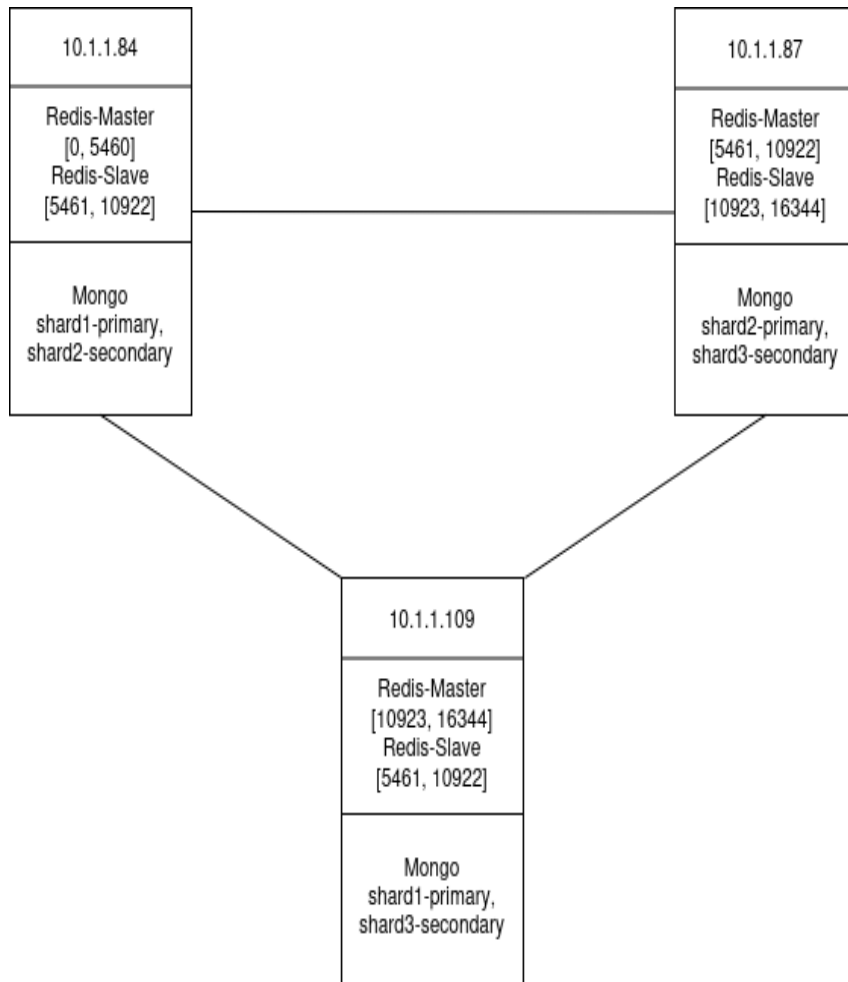 10.1.1.84
Redis-Master
[0, 5460]
Redis-Slave
[5461, 10922]
Mongo
shard1-primary,
shard2-secondary
10.1.1.87
Redis-Master
[5461, 10922]
Redis-Slave
[10923, 16344]
Mongo
shard2-primary,
shard3-secondary
10.1.1.109
Redis-Master
[10923, 16344]
Redis-Slave
[5461, 10922]
Mongo
shard1-primary,
shard3-secondary